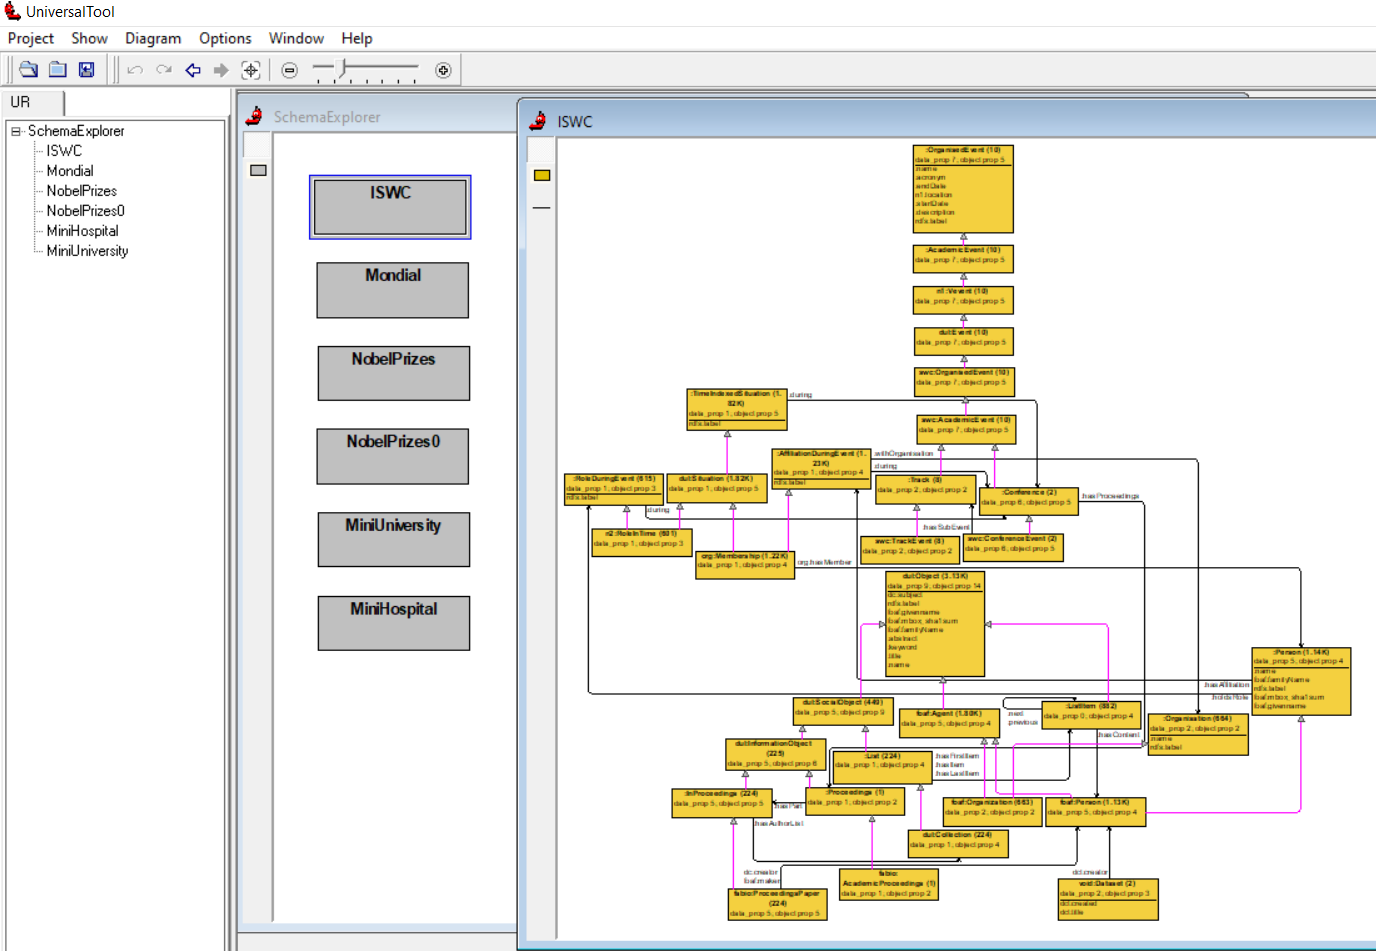 UniversalTool
Project Show Diagram Options Window Help
UR
SchemaExplorer
ISWC
Mondial
NobelPrizes
NobelPrizes0
MiniHospital
MiniUniversity
SchemaExplorer
ISWC
Mondial
NobelPrizes
NobelPrizes0
MiniUniversity
MiniHospital
ISWC
:OrganisedEvent (10)
data_prop 7, object prop 5
:name
:acronym
:endDate
n1:location
:startDate
:description
rdfs:label
:AcademicEvent (10)
data_prop 7, object prop 5
n1:Vevent (10)
data_prop 7, object prop 5
dul:Event (10)
data_prop 7, object prop 5
swc:OrganisedEvent (10)
data_prop 7, object prop 5
swc:AcademicEvent (10)
data_prop 7, object prop 5
:TimeIndexedSituation (1.
82K)
data_prop 1, object prop 5
rdfs:label
:during
:AffiliationDuringEvent (1.
23K)
data_prop 1, object prop 4
rdfs:label
:withOrganisation
:during
:RoleDuringEvent (615)
data_prop 1, object prop 3
rdfs:label
:during
dul:Situation (1.82K)
data_prop 1, object prop 5
:Track (8)
data_prop 2, object prop 2
:Conference (2)
data_prop 6, object prop 5
:hasProceedings
:hasSubEvent
n2:RoleInTime (601)
data_prop 1, object prop 3
org:Membership (1.22K)
data_prop 1, object prop 4
org:hasMember
swc:TrackEvent (8)
data_prop 2, object prop 2
swc:ConferenceEvent (2)
data_prop 6, object prop 5
dul:Object (3.13K)
data_prop 9, object prop 14
dc:subject
rdfs:label
foaf:givenname
foaf:mbox_sha1sum
foaf:familyName
:abstract
:keyword
:title
:name
:Person (1.14K)
data_prop 5, object prop 4
:name
foaf:familyName
rdfs:label
foaf:mbox_sha1sum
foaf:givenname
:hasAffiliation
:holdsRole
dul:SocialObject (449)
data_prop 5, object prop 9
foaf:Agent (1.80K)
data_prop 5, object prop 4
:next
:previous
:ListItem (882)
data_prop 0, object prop 4
:hasContent
:Organisation (664)
data_prop 2, object prop 2
:name
rdfs:label
dul:InformationObject
(225)
data_prop 5, object prop 6
:List (224)
data_prop 1, object prop 4
:hasFirstItem
:hasItem
:hasLastItem
:InProceedings (224)
data_prop 5, object prop 5
:hasPart
:Proceedings (1)
data_prop 1, object prop 2
:hasAuthorList
foaf:Organization (663)
data_prop 2, object prop 2
foaf:Person (1.13K)
data_prop 5, object prop 4
dul:Collection (224)
data_prop 1, object prop 4
dc:creator
foaf:maker
fabio:
AcademicProceedings (1)
data_prop 1, object prop 2
fabio:ProceedingsPaper
(224)
data_prop 5, object prop 5
dct:creator
void:Dataset (2)
data_prop 2, object prop 3
dct:created
dct:title